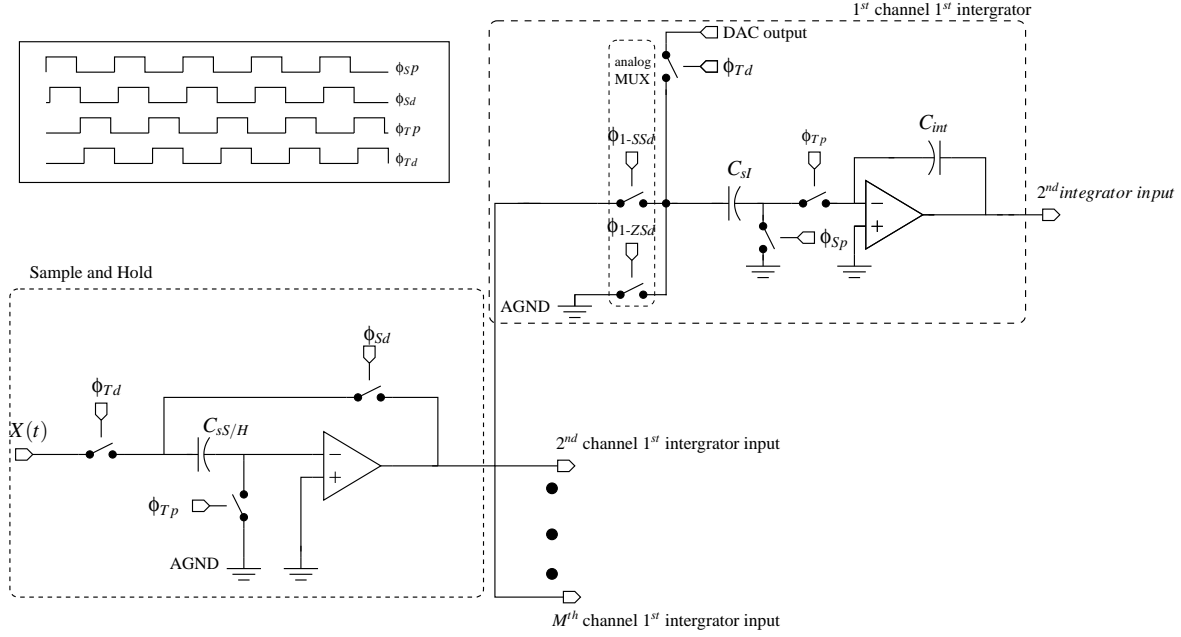 1st channel 1st intergrator
DAC output
ϕSp
ϕSd
ϕTp
ϕTd
analog
MUX
ϕTd
ϕ1-SSd
ϕTp
Cint
CsI
2nd integrator input
ϕ1-ZSd
ϕSp
AGND
Sample and Hold
ϕSd
ϕTd
X(t)
CsS/H
2nd channel 1st intergrator input
ϕTp
AGND
Mth channel 1st intergrator input